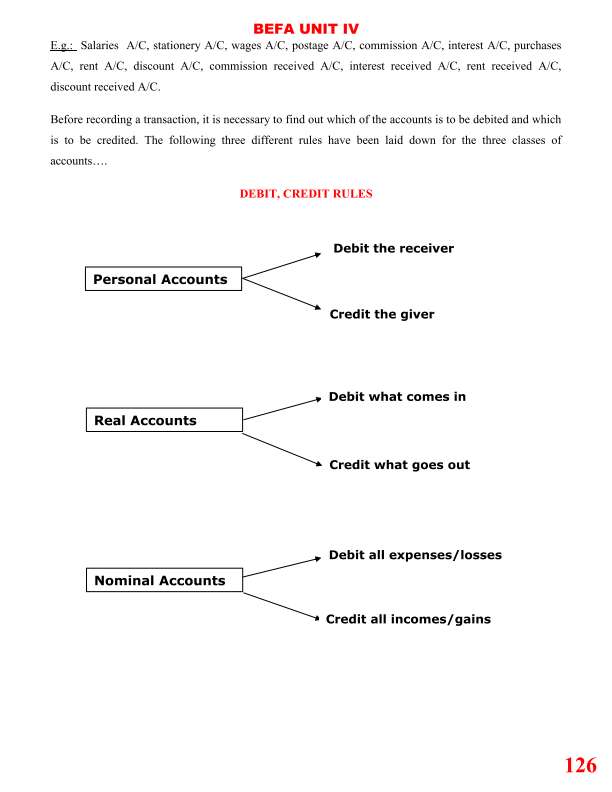 BEFA UNIT IV
E.g.: Salaries A/C, stationery A/C, wages A/C, postage A/C, commission A/C, interest A/C, purchases
A/C, rent A/C, discount A/C, commission received A/C, interest received A/C, rent received A/C,
discount received A/C.
Before recording a transaction, it is necessary to find out which of the accounts is to be debited and which
is to be credited. The following three different rules have been laid down for the three classes of
accounts….
DEBIT, CREDIT RULES
Debit the receiver
Personal Accounts
Credit the giver
Debit what comes in
Real Accounts
Credit what goes out
Debit all expenses/losses
Nominal Accounts
Credit all incomes/gains
126